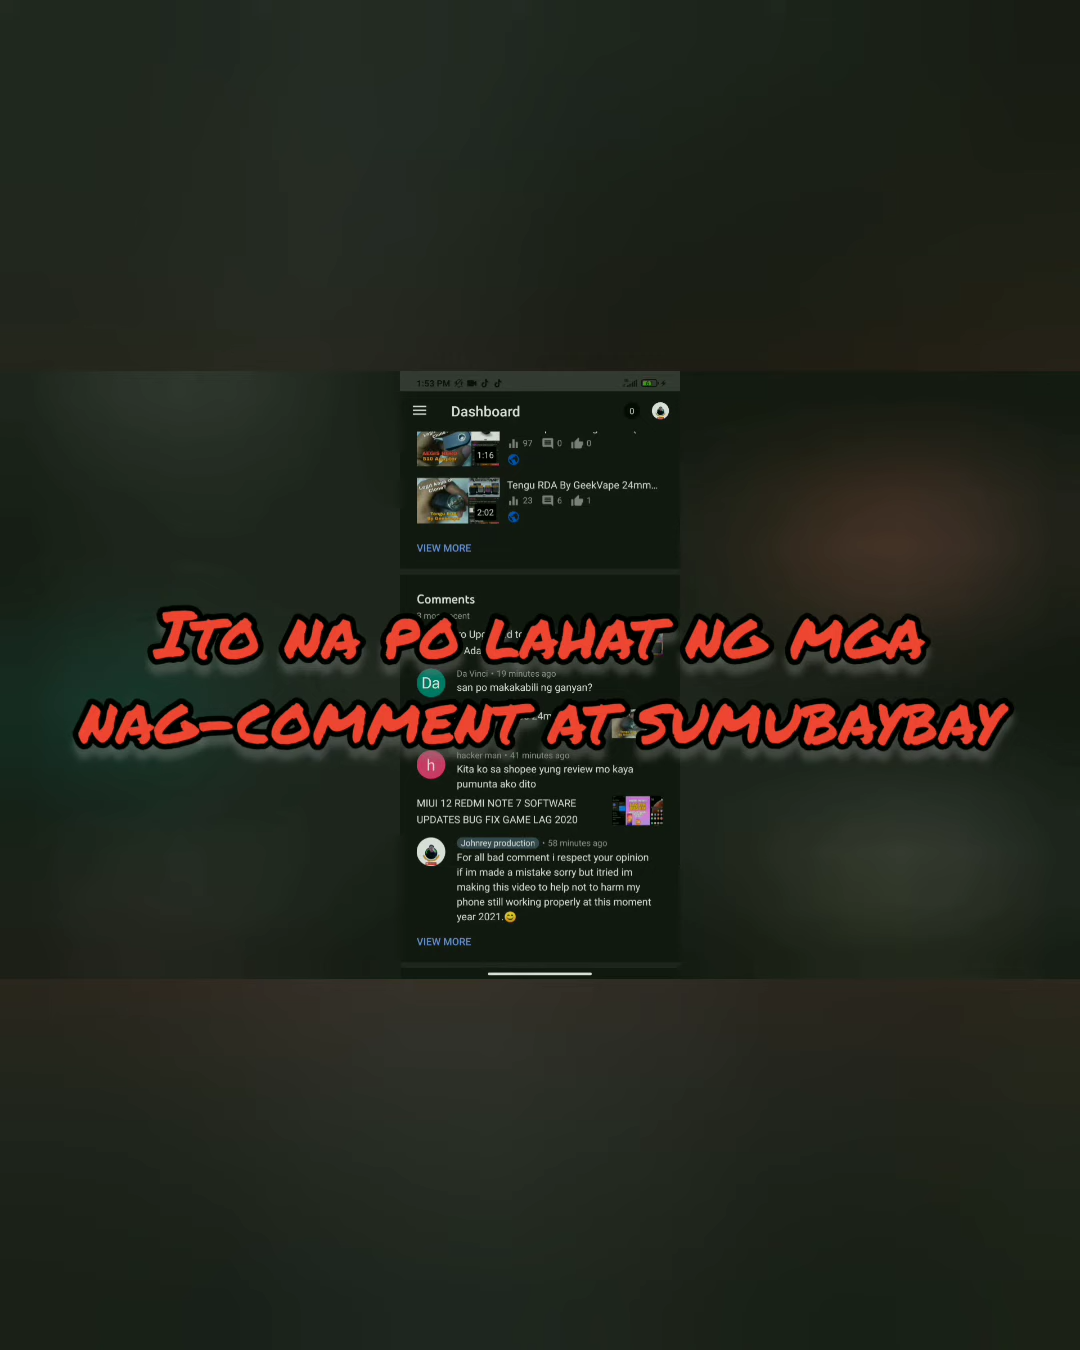 1:53 PM
Dashboard
0
97 0 0
1:16
Tengu RDA By GeekVape 24mm...
23 6 1
2:02
VIEW MORE
Comments
Ito na po lahat ng mga
nag-comment at sumubaybay
Da
Da Vinci • 19 minutes ago
san po makakabili ng ganyan?
h
hacker man • 41 minutes ago
Kita ko sa shopee yung review mo kaya
pumunta ako dito
MIUI 12 REDMI NOTE 7 SOFTWARE
UPDATES BUG FIX GAME LAG 2020
Johnrey production • 58 minutes ago
For all bad comment i respect your opinion
if im made a mistake sorry but itried im
making this video to help not to harm my
phone still working properly at this moment
year 2021.😊
VIEW MORE